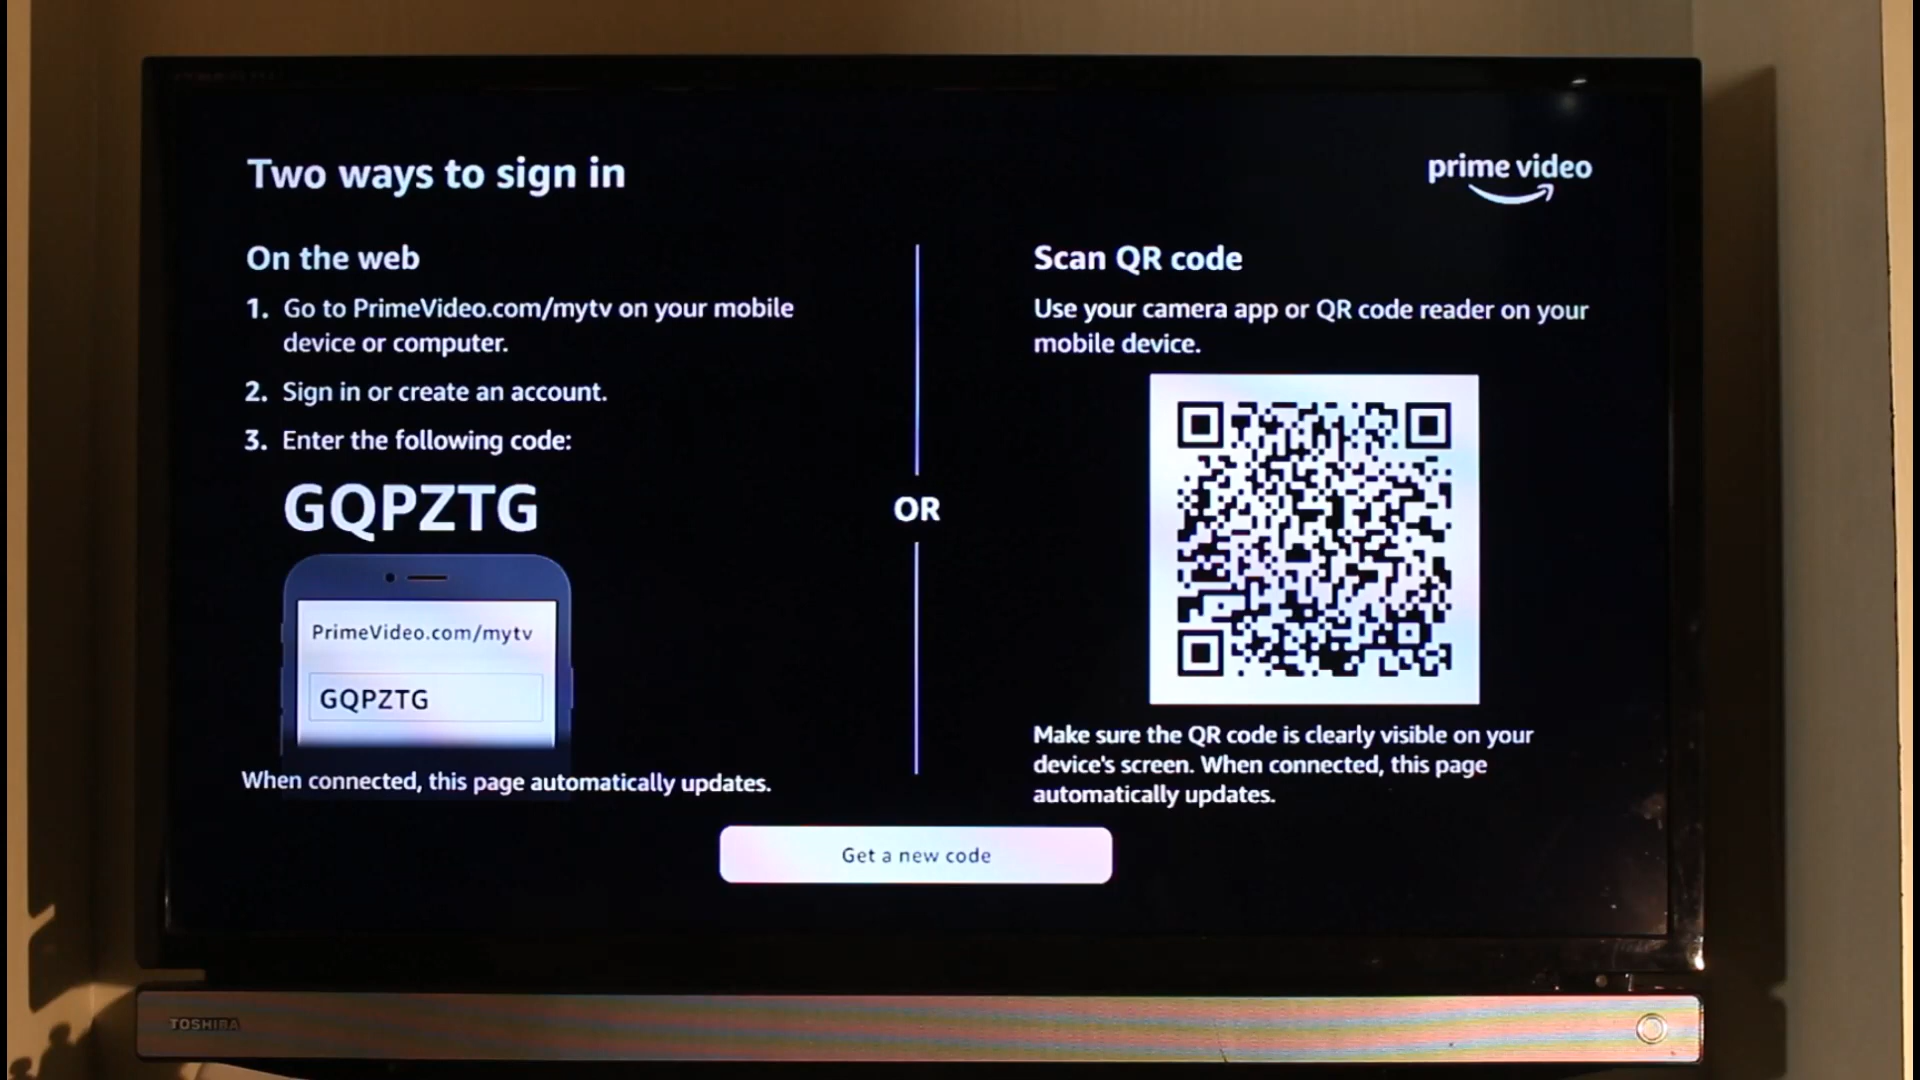 Two ways to sign in
prime video
On the web
1. Go to PrimeVideo.com/mytv on your mobile
device or computer.
2. Sign in or create an account.
3. Enter the following code:
GQPZTG
PrimeVideo.com/mytv
GQPZTG
When connected, this page automatically updates.
OR
Scan QR code
Use your camera app or QR code reader on your
mobile device.
Make sure the QR code is clearly visible on your
device's screen. When connected, this page
automatically updates.
Get a new code
TOSHIBA